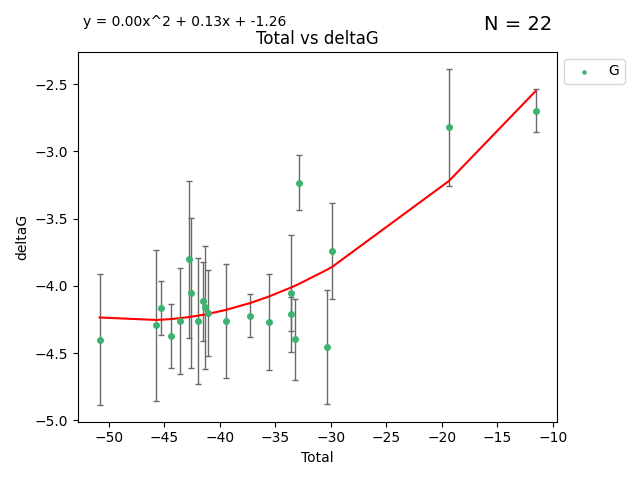 y = 0.00x^2 + 0.13x + -1.26
N = 22
Total vs deltaG
G
−2.5
−3.0
−3.5
−4.0
−4.5
−5.0
deltaG
−50
−45
−40
−35
−30
−25
−20
−15
−10
Total